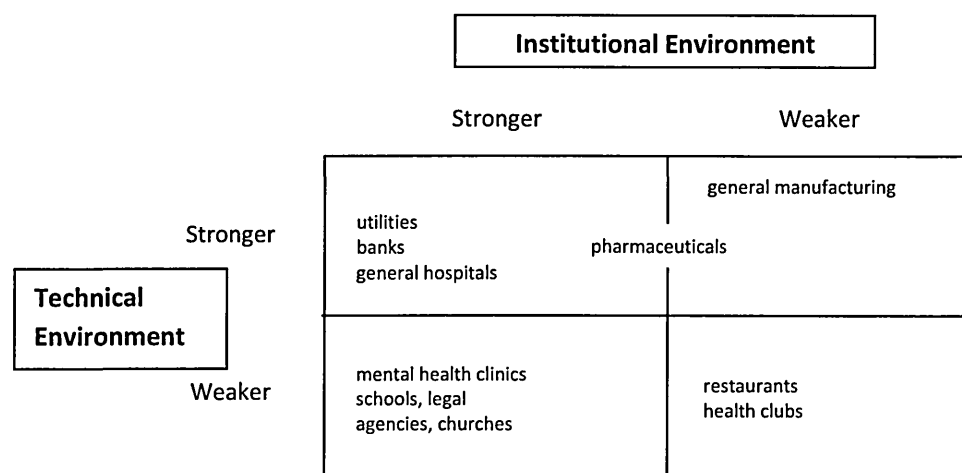 Institutional Environment
Stronger
Weaker
general manufacturing
Stronger
utilities
banks
general hospitals
pharmaceuticals
Technical
Environment
Weaker
mental health clinics
schools, legal
agencies, churches
restaurants
health clubs